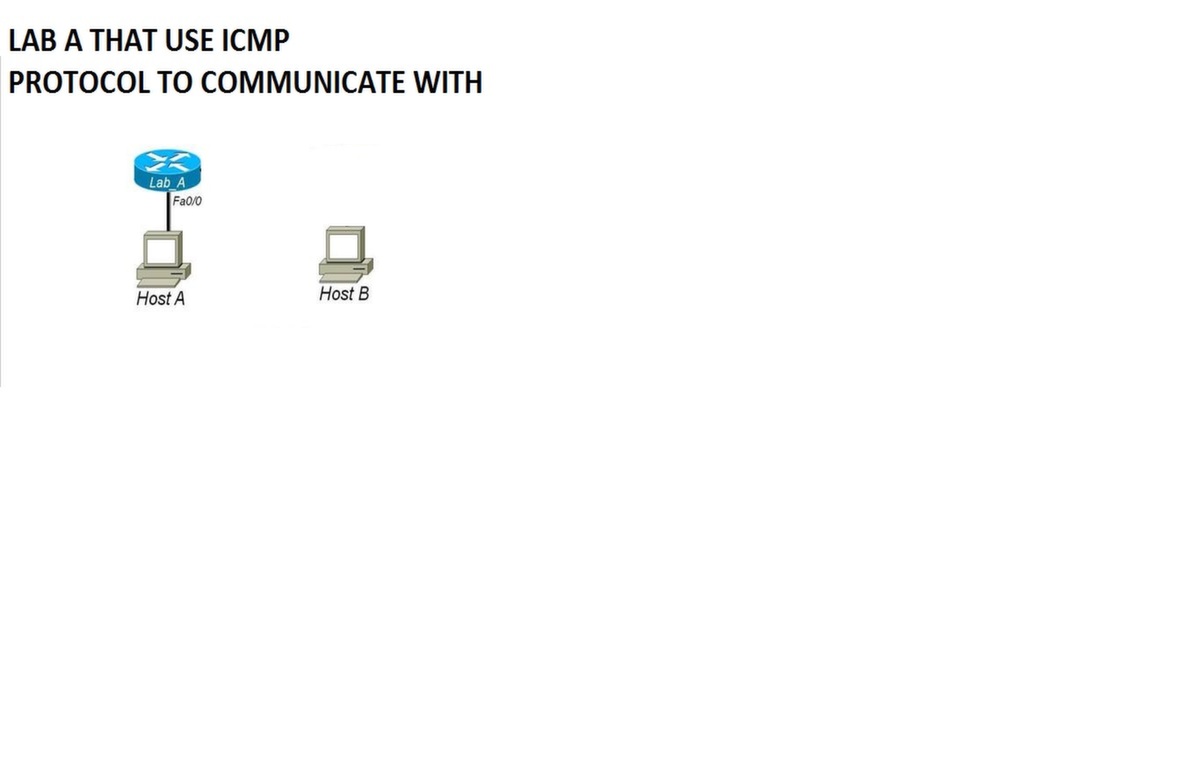 LAB A THAT USE ICMP
PROTOCOL TO COMMUNICATE WITH
Lab_A
Fa0/0
Host A
Host B